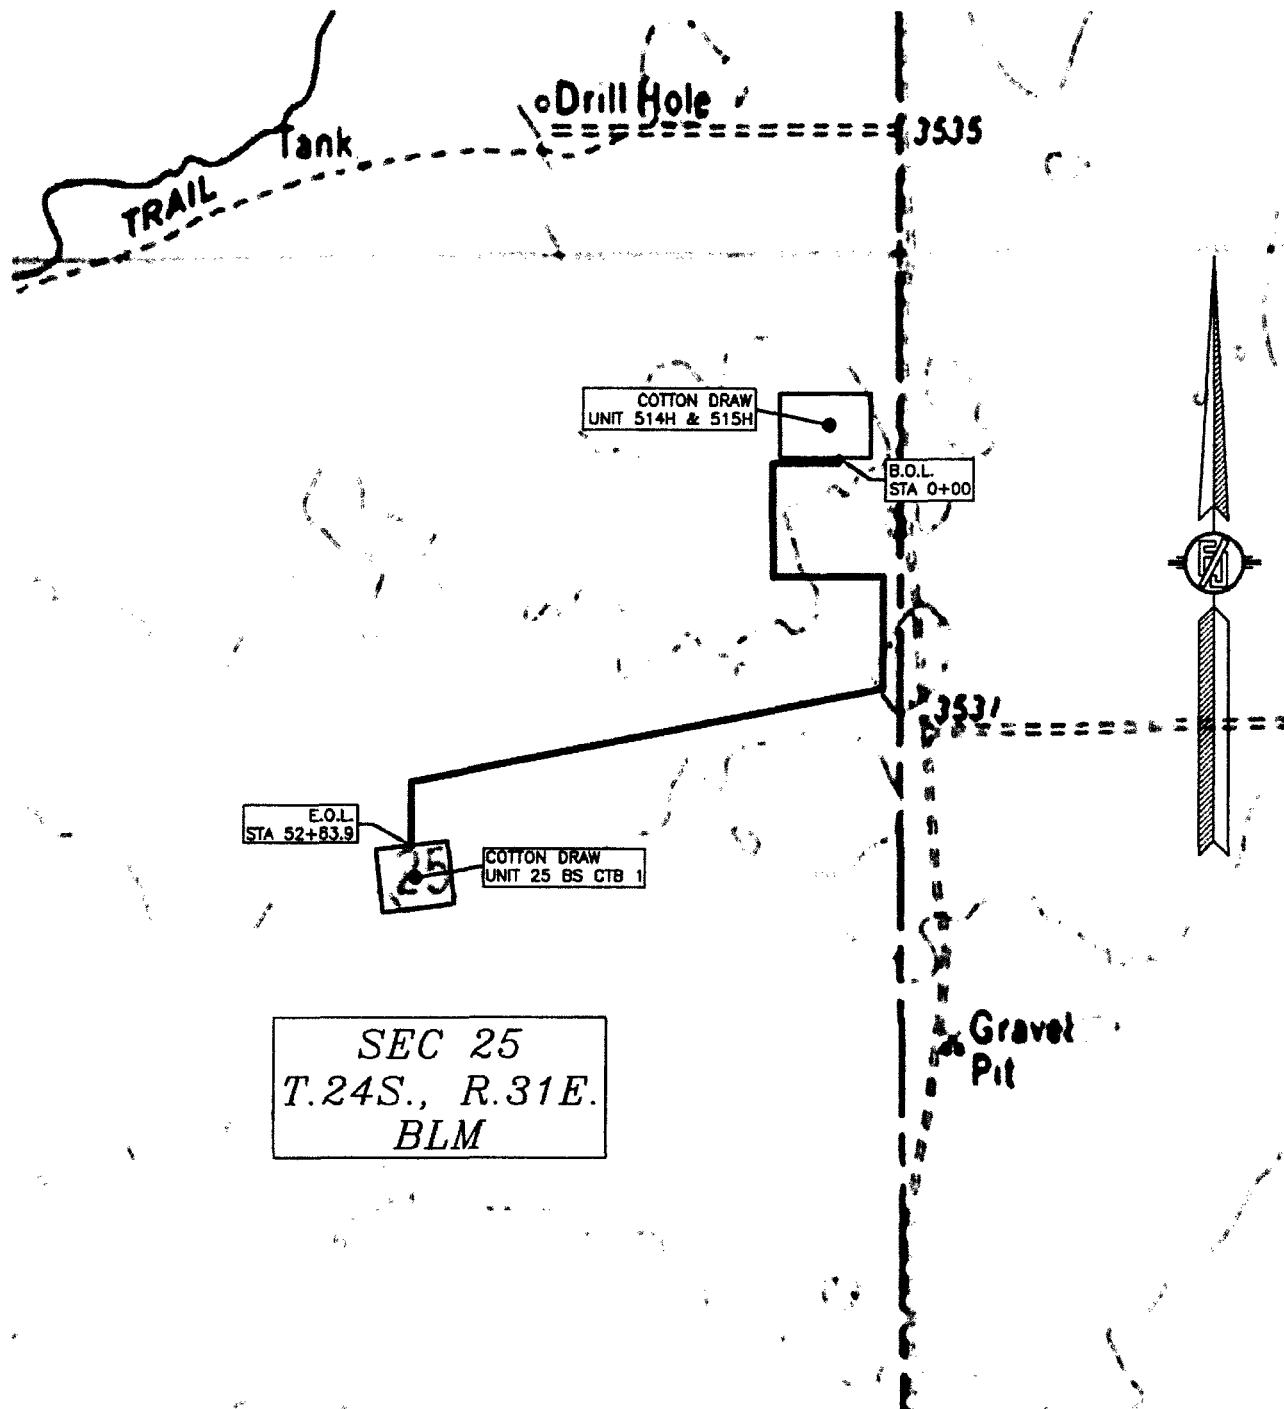 Drill Hole
3535
Tank
TRAIL
COTTON DRAW
UNIT 514H & 515H
B.O.L.
STA 0+00
3531
E.O.L.
STA 52+63.9
25
COTTON DRAW
UNIT 25 BS CTB 1
SEC 25
T.24S., R.31E.
BLM
Gravel
Pit